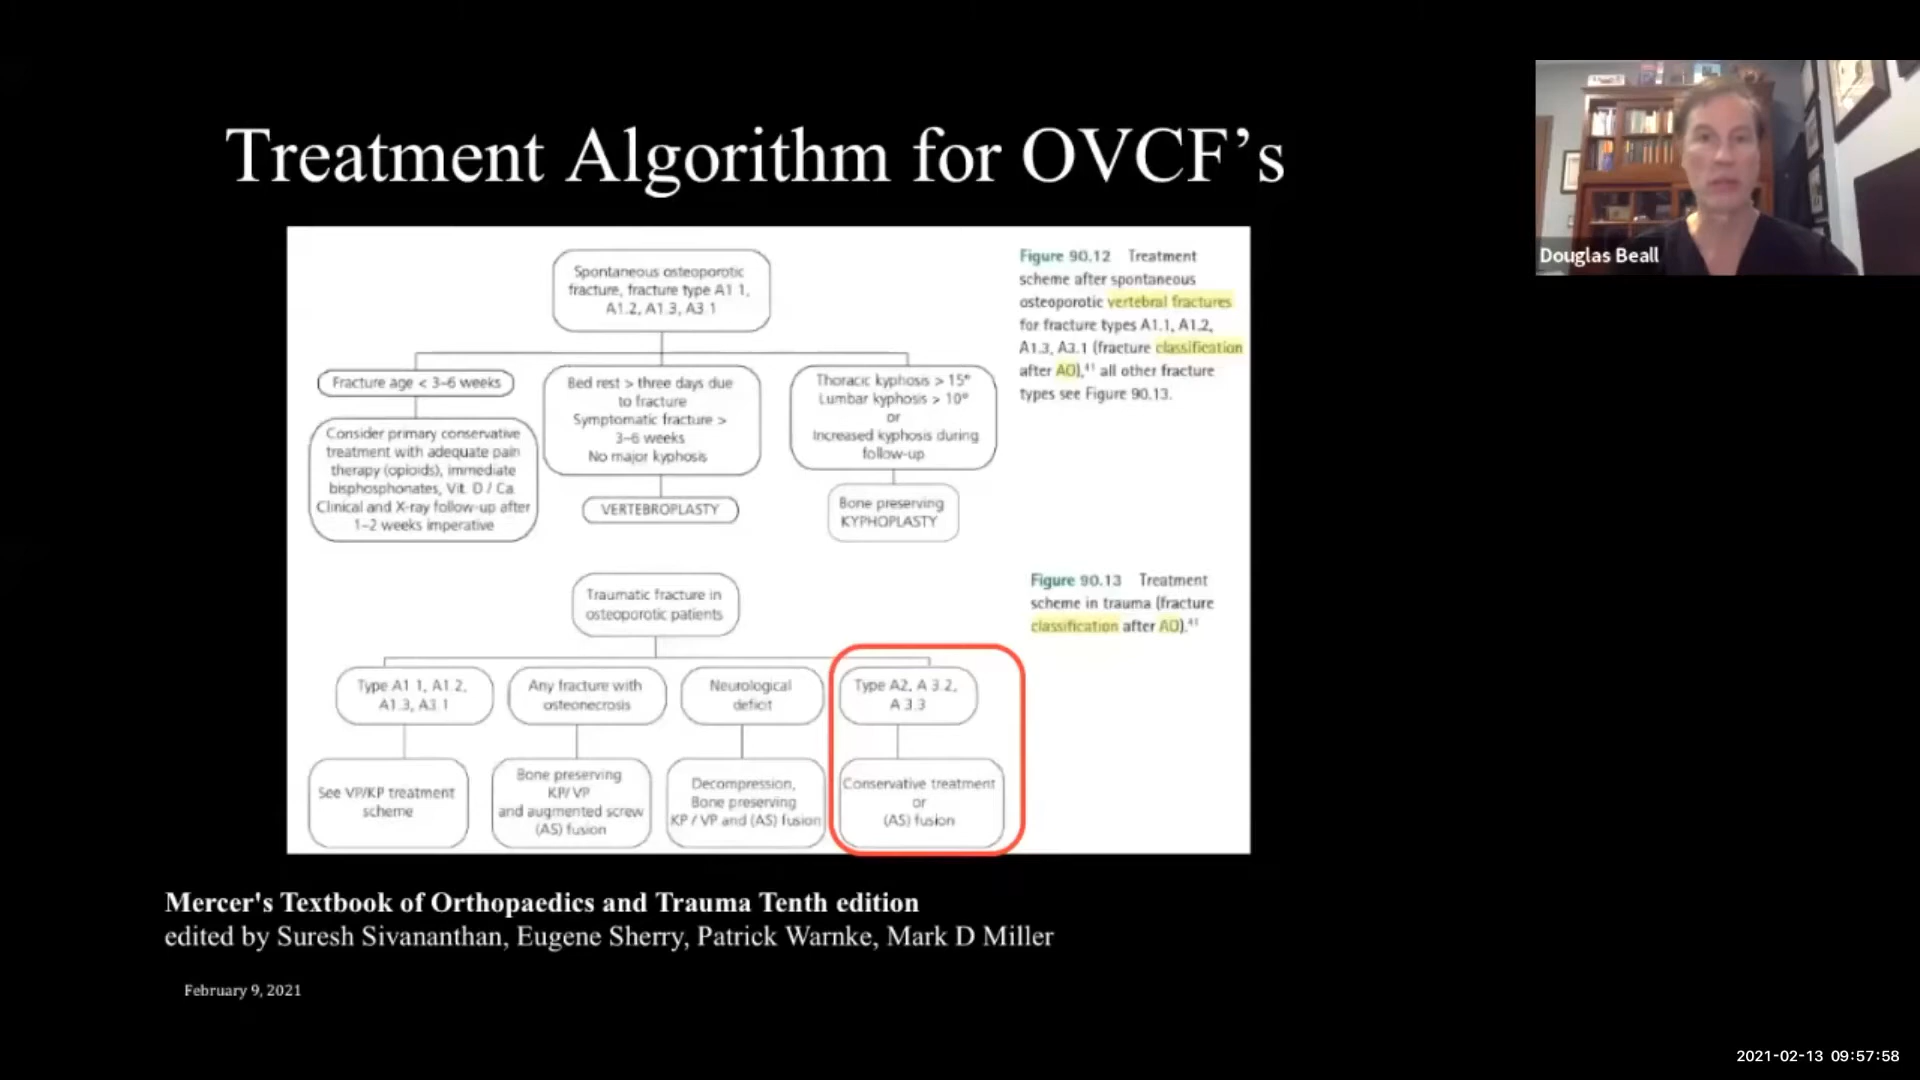 Treatment Algorithm for OVCF's
Douglas Beall
Spontaneous osteoporotic
fracture, fracture type A1 1,
A1.2, A1.3, A3 1
Fracture age < 3–6 weeks
Consider primary conservative
treatment with adequate pain
therapy (opioids), immediate
bisphosphonates, Vit. D / Ca.
Clinical and X-ray follow-up after
1–2 weeks imperative
Bed rest > three days due
to fracture
Symptomatic fracture >
3–6 weeks
No major kyphosis
VERTEBROPLASTY
Thoracic kyphosis > 15°
Lumbar kyphosis > 10°
or
Increased kyphosis during
follow-up
Bone preserving
KYPHOPLASTY
Figure 90.12 Treatment
scheme after spontaneous
osteoporotic vertebral fractures
for fracture types A1.1, A1.2,
A1.3, A3.1 (fracture classification
after AO),⁴¹ all other fracture
types see Figure 90.13.
Traumatic fracture in
osteoporotic patients
Type A1 1, A1.2,
A1.3, A3 1
See VP/KP treatment
scheme
Any fracture with
osteonecrosis
Bone preserving
KP/ VP
and augmented screw
(AS) fusion
Neurological
deficit
Decompression,
Bone preserving
KP / VP and (AS) fusion
Type A2, A 3.2,
A 3.3
Conservative treatment
or
(AS) fusion
Figure 90.13 Treatment
scheme in trauma (fracture
classification after AO).⁴¹
Mercer's Textbook of Orthopaedics and Trauma Tenth edition
edited by Suresh Sivananthan, Eugene Sherry, Patrick Warnke, Mark D Miller
February 9, 2021
2021-02-13 09:57:58